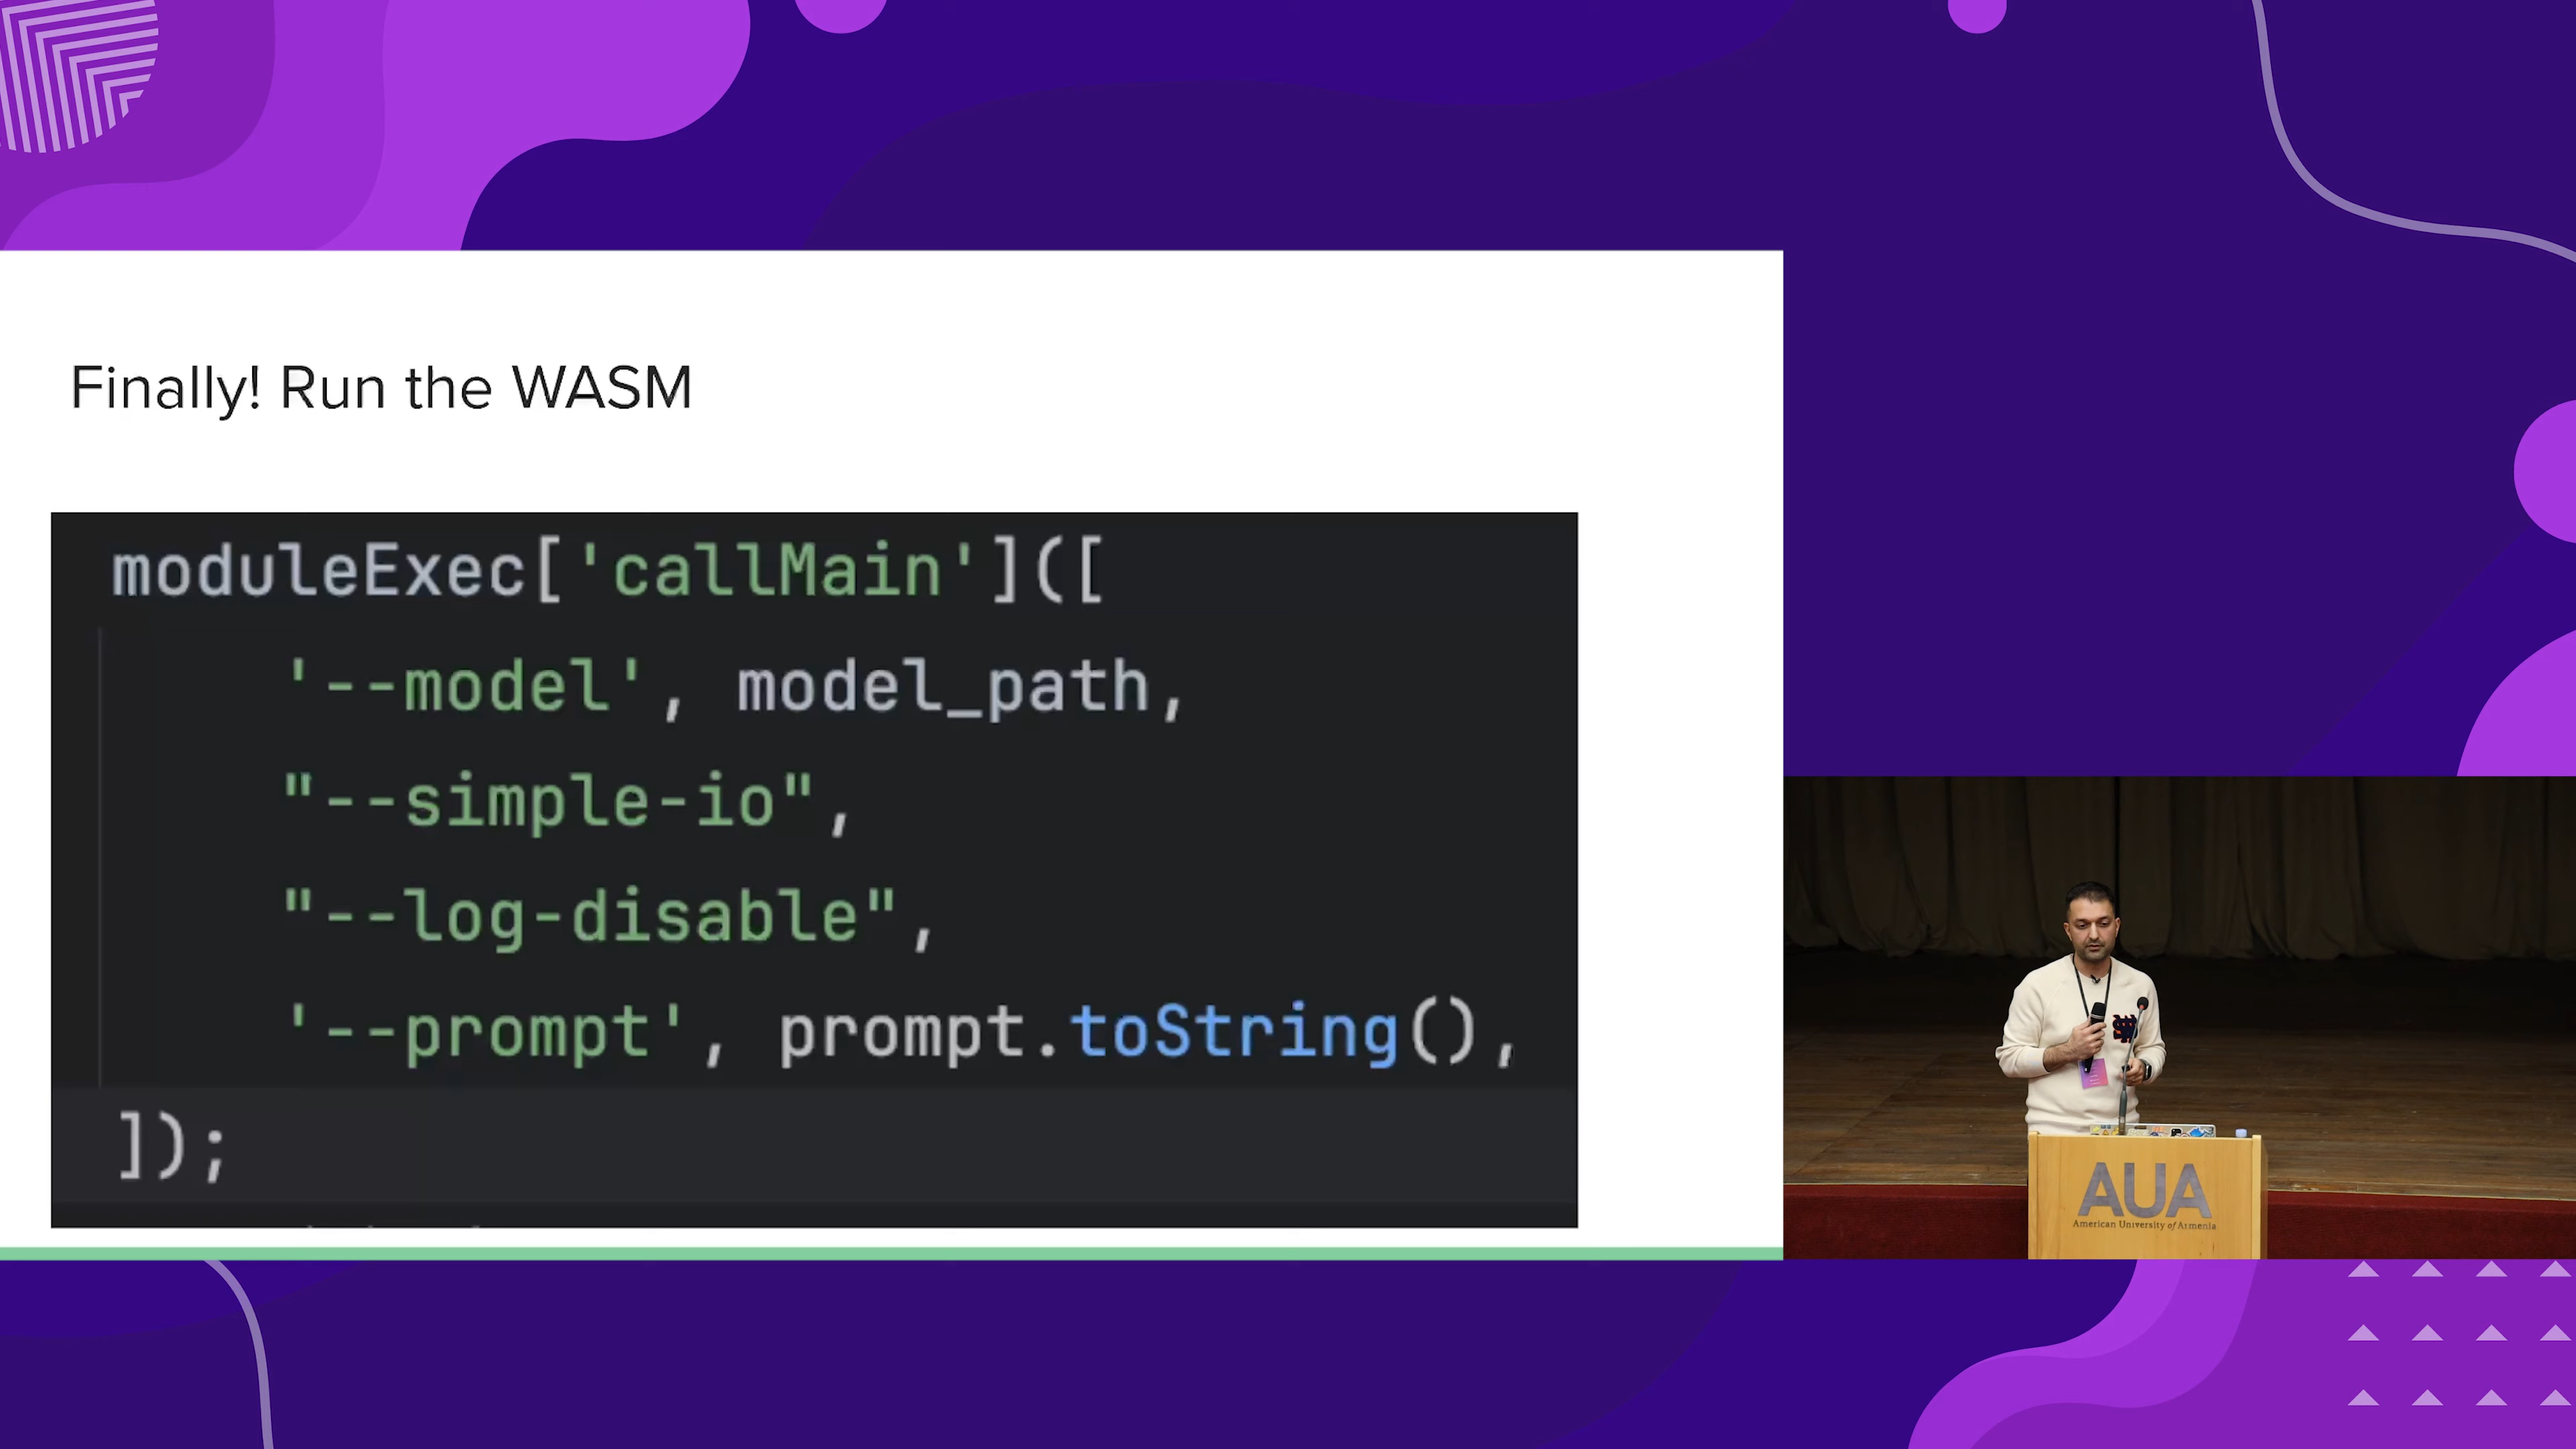 Finally! Run the WASM
moduleExec['callMain']([
'--model', model_path,
"--simple-io",
"--log-disable",
'--prompt', prompt.toString(),
]);
AUA
American University of Armenia